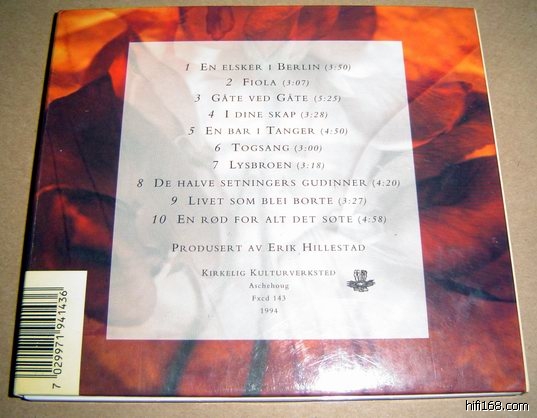 1 En elsker i Berlin (3:50)
2 Fiola (3:07)
3 Gåte ved Gåte (5:25)
4 I dine skap (3:28)
5 En bar i Tanger (4:50)
6 Togsang (3:00)
7 Lysbroen (3:18)
8 De halve setningers gudinner (4:20)
9 Livet som blei borte (3:27)
10 En rød for alt det søte (4:58)
Produsert av Erik Hillestad
Kirkelig Kulturverksted
Aschehoug
Fxcd 143
1994
7 029971 941436
hifi168.com